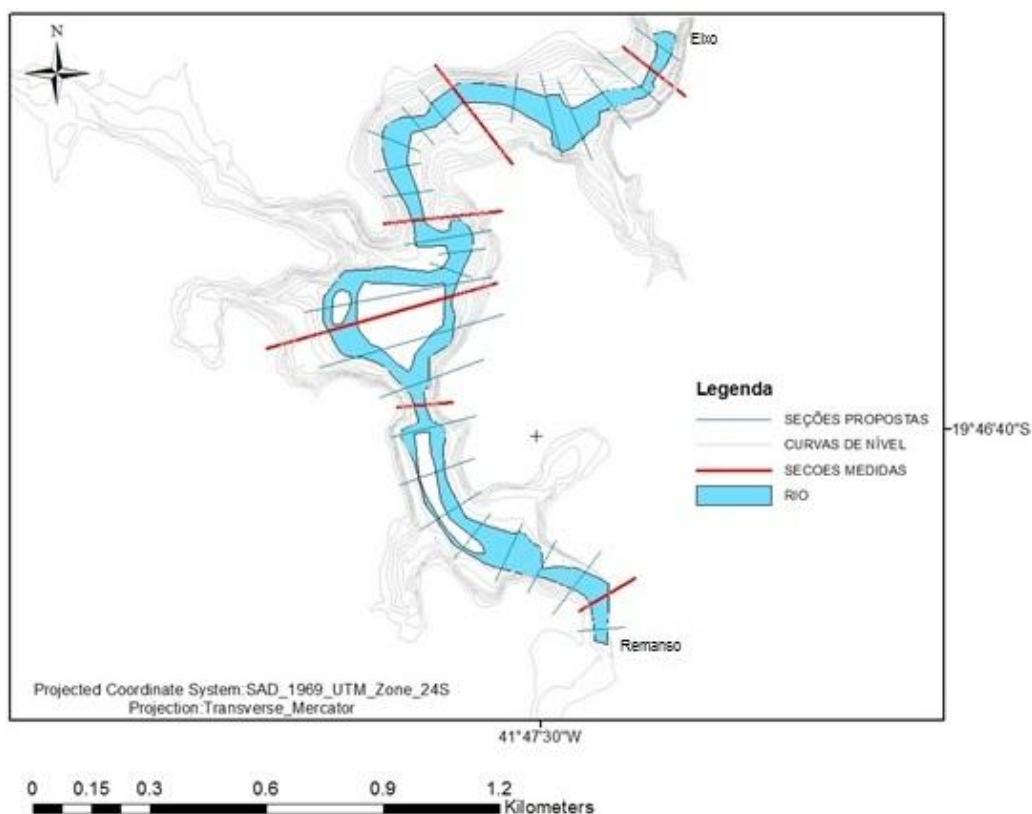 N
Eixo
Legenda
SEÇÕES PROPOSTAS
CURVAS DE NÍVEL
SECOES MEDIDAS
RIO
19°46'40"S
Remanso
Projected Coordinate System:SAD_1969_UTM_Zone_24S
Projection:Transverse_Mercator
41°47'30"W
0 0.15 0.3 0.6 0.9 1.2
Kilometers